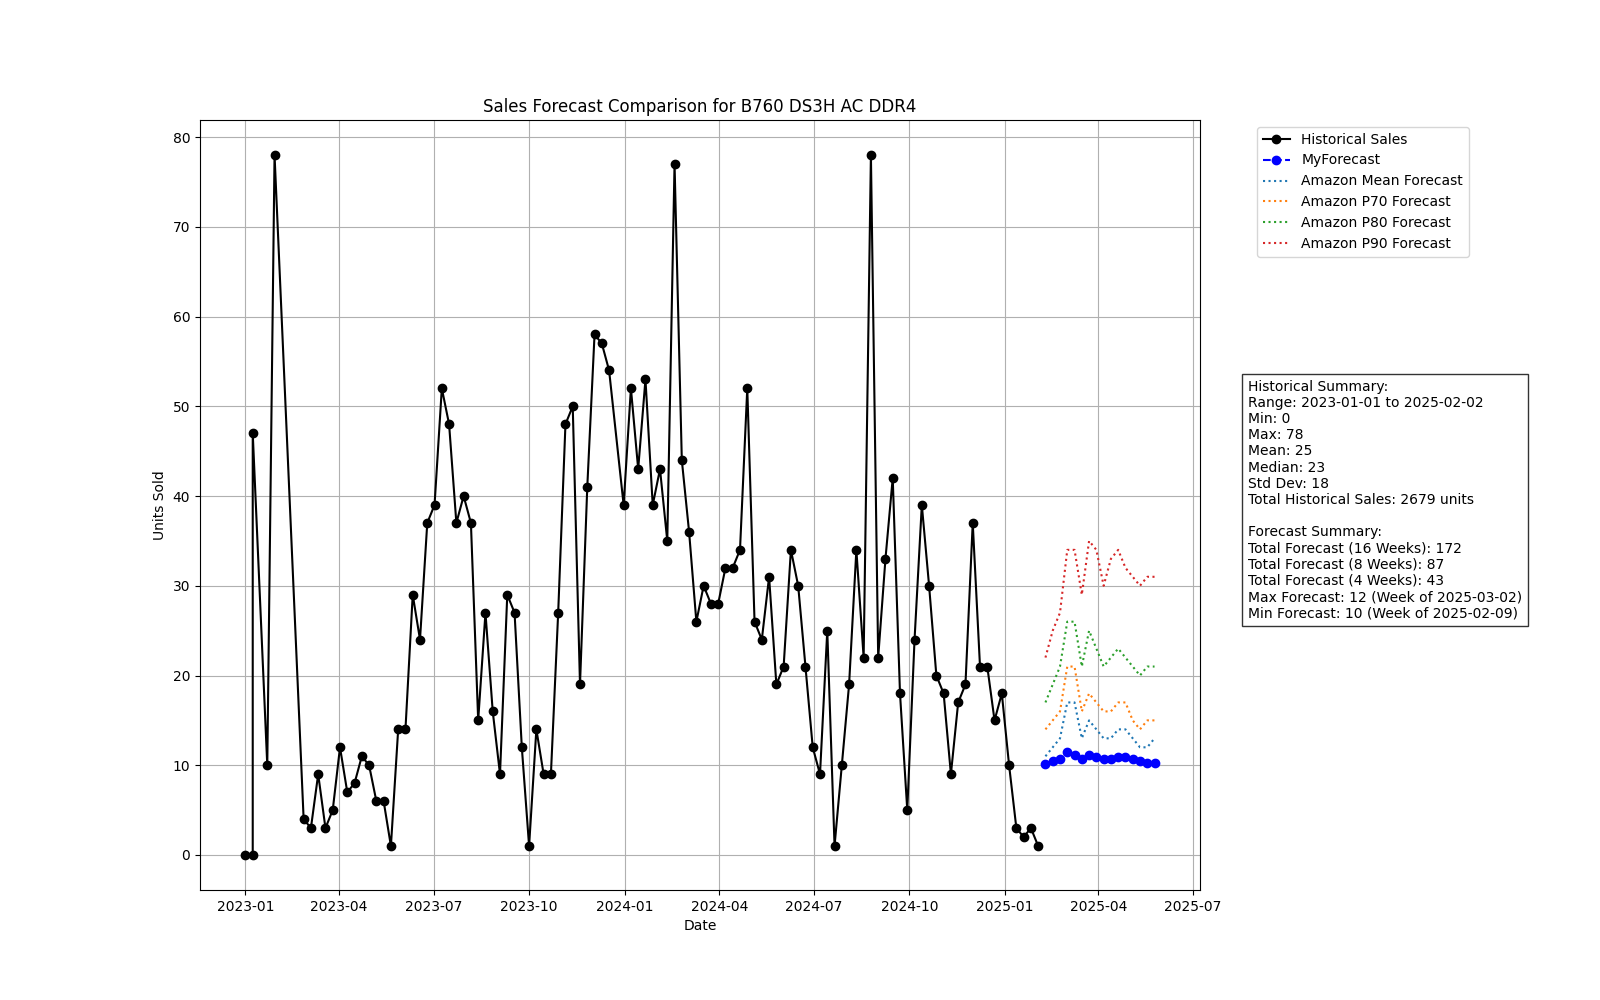 Sales Forecast Comparison for B760 DS3H AC DDR4
80
70
60
50
40
30
20
10
0
Units Sold
2023-01 2023-04 2023-07 2023-10 2024-01 2024-04 2024-07 2024-10 2025-01 2025-04 2025-07
Date
Historical Sales
MyForecast
Amazon Mean Forecast
Amazon P70 Forecast
Amazon P80 Forecast
Amazon P90 Forecast
Historical Summary:
Range: 2023-01-01 to 2025-02-02
Min: 0
Max: 78
Mean: 25
Median: 23
Std Dev: 18
Total Historical Sales: 2679 units
Forecast Summary:
Total Forecast (16 Weeks): 172
Total Forecast (8 Weeks): 87
Total Forecast (4 Weeks): 43
Max Forecast: 12 (Week of 2025-03-02)
Min Forecast: 10 (Week of 2025-02-09)